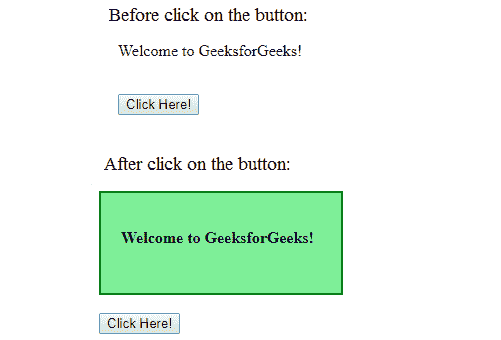 Before click on the button:
Welcome to GeeksforGeeks!
Click Here!
After click on the button:
Welcome to GeeksforGeeks!
Click Here!